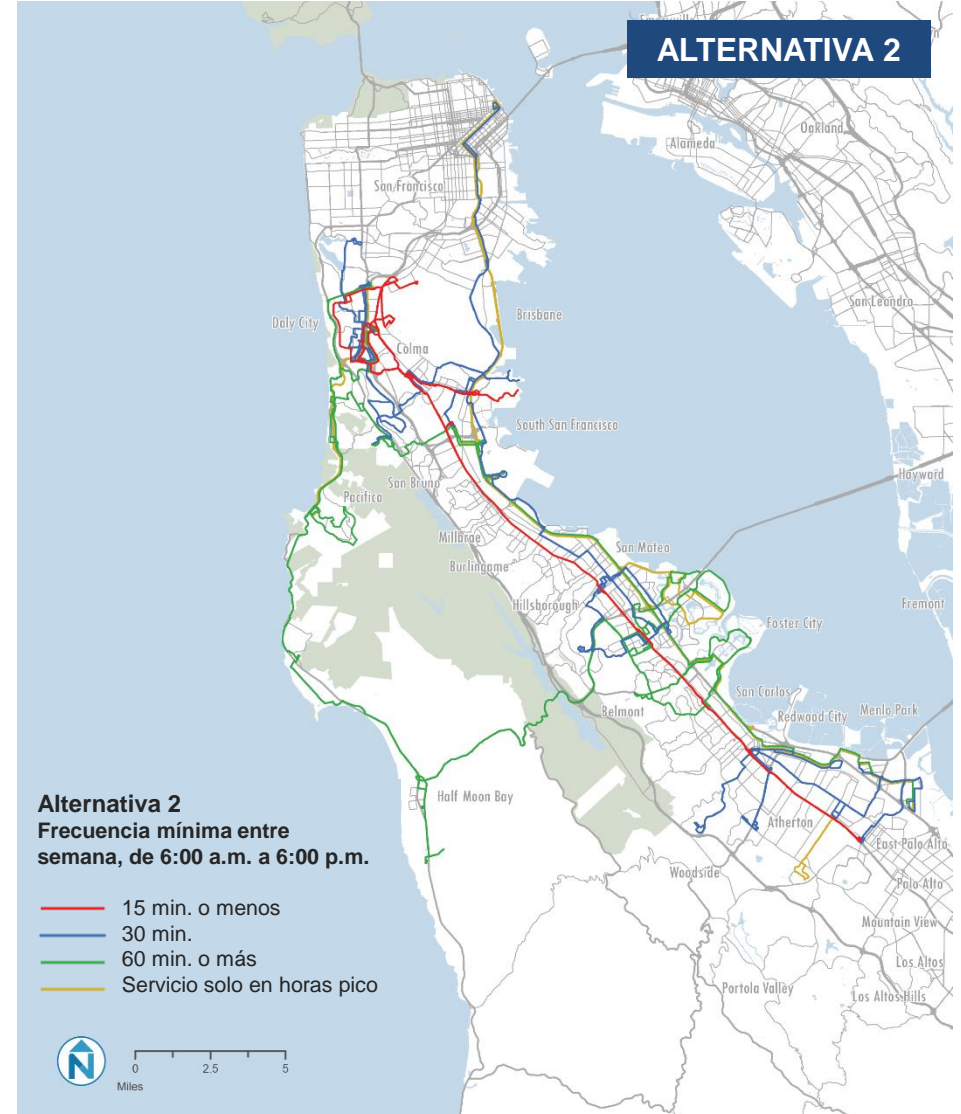 ALTERNATIVA 2
Oakland
Alameda
San Francisco
San Leandro
Brisbane
Daly City
Colma
South San Francisco
Hayward
San Bruno
Pacifica
Millbrae
San Mateo
Burlingame
Hillsborough
Fremont
Foster City
San Carlos
Menlo Park
Redwood City
Belmont
Half Moon Bay
Atherton
East Palo Alto
Woodside
Palo Alto
Mountain View
Los Altos
Portola Valley
Los Altos Hills
Alternativa 2
Frecuencia mínima entre
semana, de 6:00 a.m. a 6:00 p.m.
15 min. o menos
30 min.
60 min. o más
Servicio solo en horas pico
N
0 2.5 5
Miles